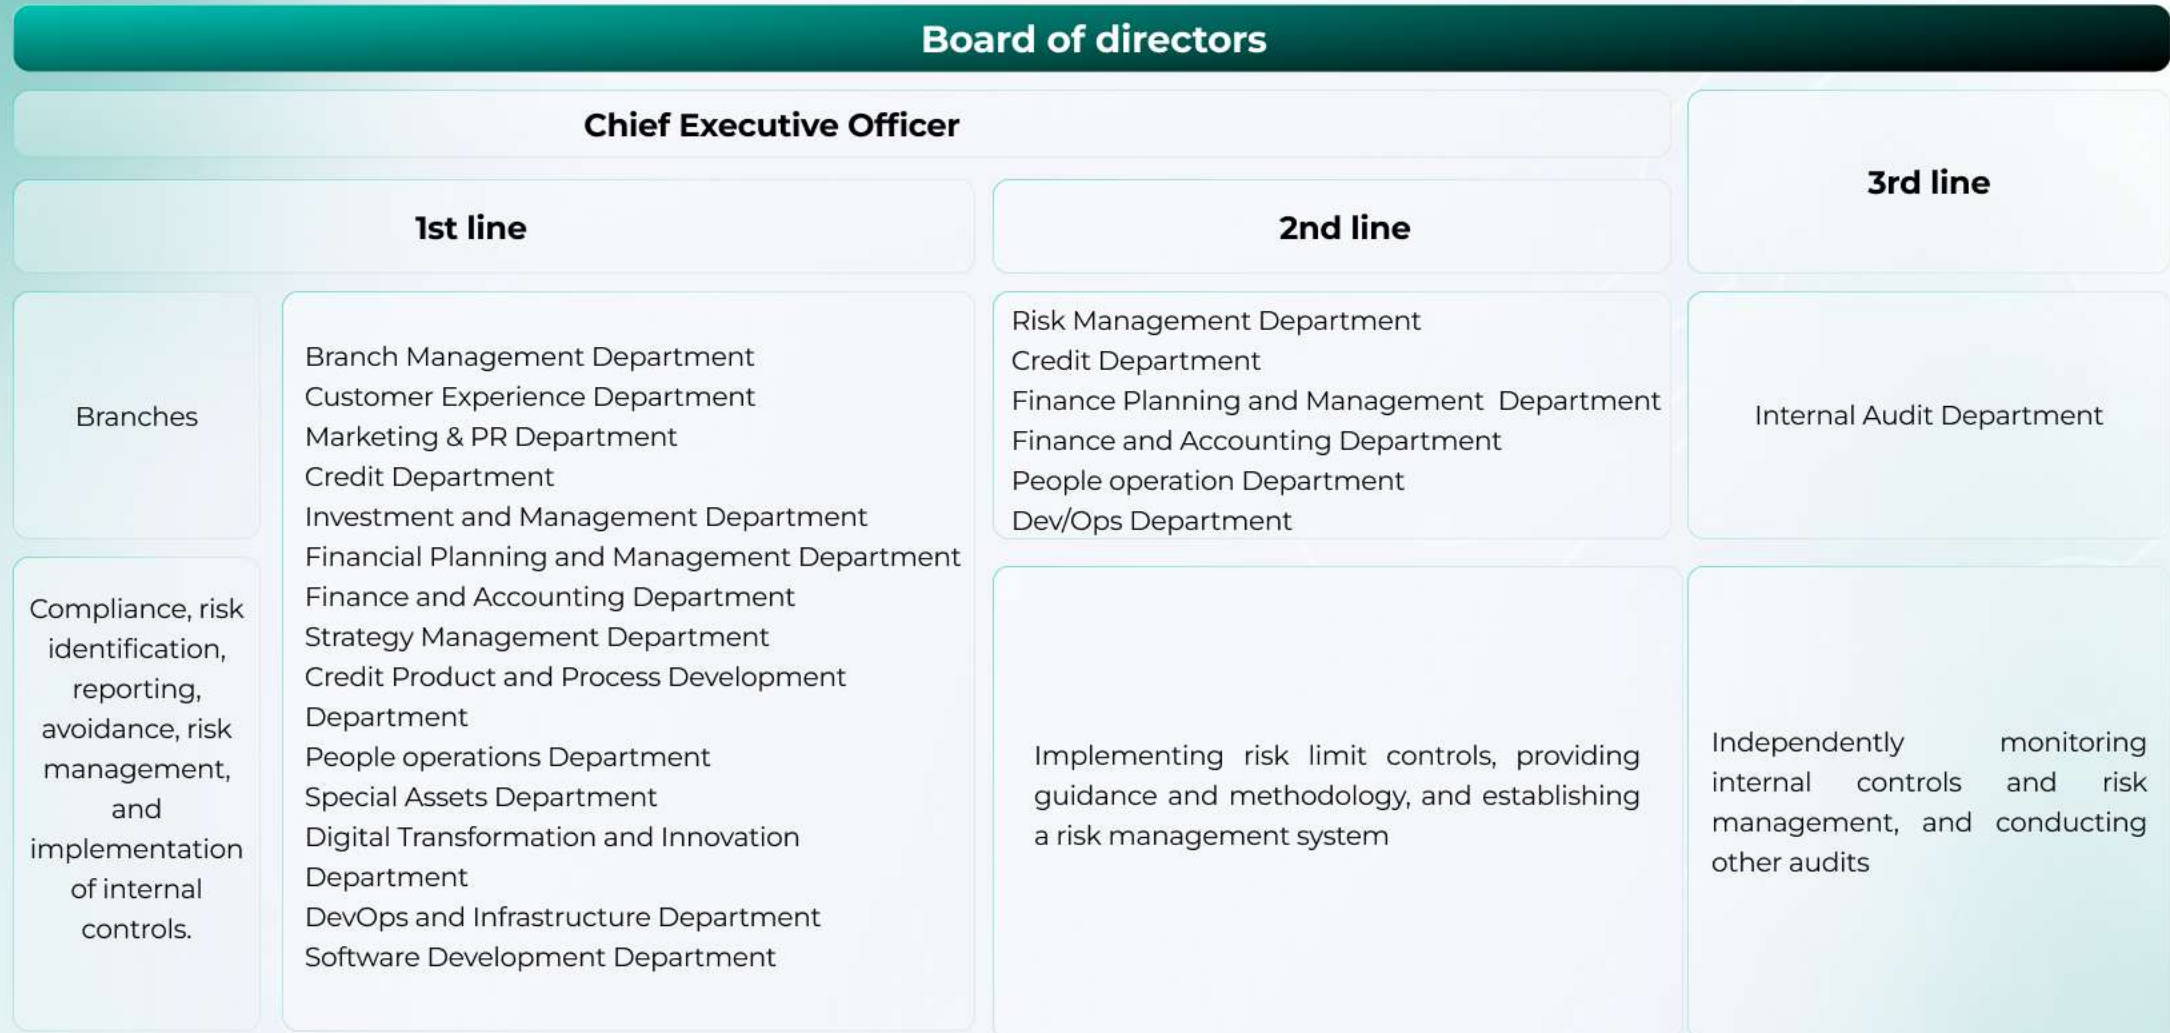 Board of directors
Chief Executive Officer
3rd line
1st line
2nd line
Branches
Compliance, risk
identification,
reporting,
avoidance, risk
management,
and
implementation
of internal
controls.
Branch Management Department
Customer Experience Department
Marketing & PR Department
Credit Department
Investment and Management Department
Financial Planning and Management Department
Finance and Accounting Department
Strategy Management Department
Credit Product and Process Development
Department
People operations Department
Special Assets Department
Digital Transformation and Innovation
Department
DevOps and Infrastructure Department
Software Development Department
Risk Management Department
Credit Department
Finance Planning and Management Department
Finance and Accounting Department
People operation Department
Dev/Ops Department
Implementing risk limit controls, providing
guidance and methodology, and establishing
a risk management system
Internal Audit Department
Independently monitoring
internal controls and risk
management, and conducting
other audits